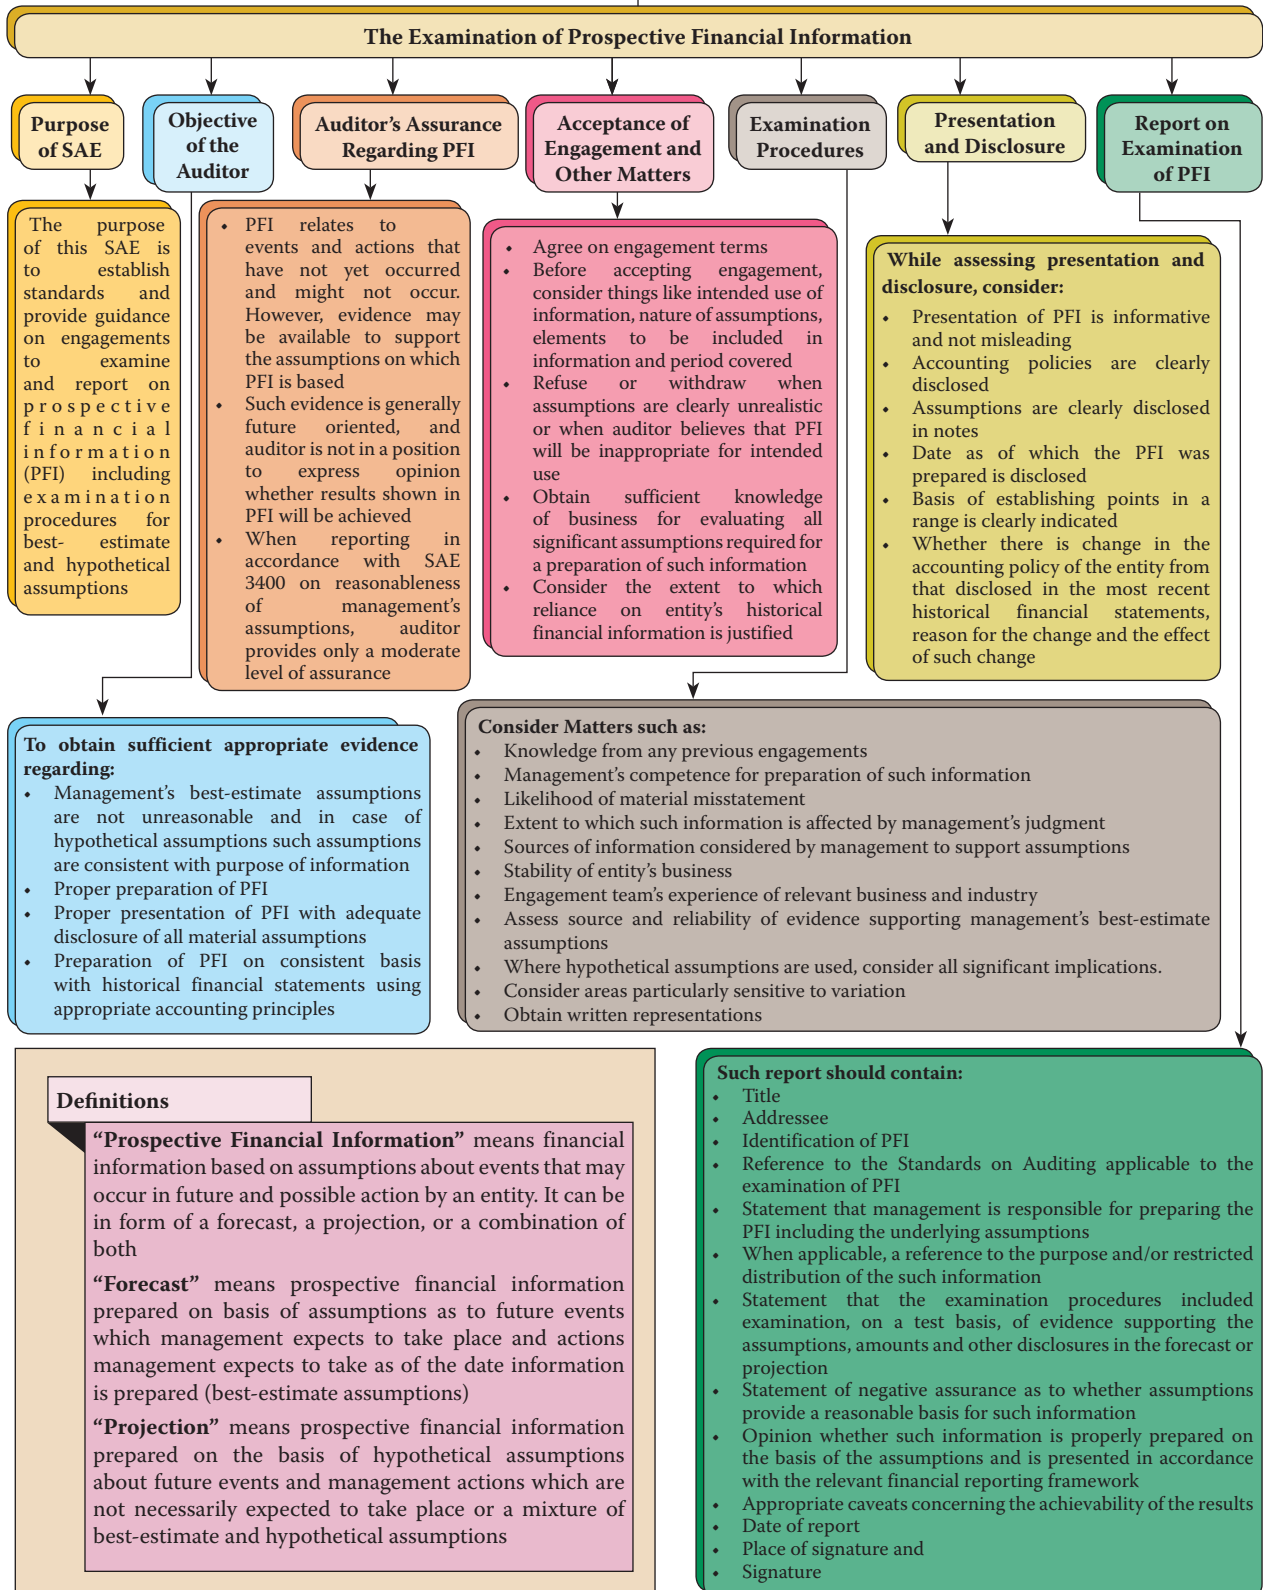 The Examination of Prospective Financial Information
Purpose
of SAE
Objective
of the
Auditor
Auditor's Assurance
Regarding PFI
Acceptance of
Engagement and
Other Matters
Examination
Procedures
Presentation
and Disclosure
Report on
Examination
of PFI
The purpose
of this SAE is
to establish
standards and
provide guidance
on engagements
to examine
and report on
prospective
financial
information
(PFI) including
examination
procedures for
best- estimate
and hypothetical
assumptions
• PFI relates to
events and actions that
have not yet occurred
and might not occur.
However, evidence may
be available to support
the assumptions on which
PFI is based
• Such evidence is generally
future oriented, and
auditor is not in a position
to express opinion
whether results shown in
PFI will be achieved
• When reporting in
accordance with SAE
3400 on reasonableness
of management's
assumptions, auditor
provides only a moderate
level of assurance
• Agree on engagement terms
• Before accepting engagement,
consider things like intended use of
information, nature of assumptions,
elements to be included in
information and period covered
• Refuse or withdraw when
assumptions are clearly unrealistic
or when auditor believes that PFI
will be inappropriate for intended
use
• Obtain sufficient knowledge
of business for evaluating all
significant assumptions required for
a preparation of such information
• Consider the extent to which
reliance on entity's historical
financial information is justified
While assessing presentation and
disclosure, consider:
• Presentation of PFI is informative
and not misleading
• Accounting policies are clearly
disclosed
• Assumptions are clearly disclosed
in notes
• Date as of which the PFI was
prepared is disclosed
• Basis of establishing points in a
range is clearly indicated
• Whether there is change in the
accounting policy of the entity from
that disclosed in the most recent
historical financial statements,
reason for the change and the effect
of such change
To obtain sufficient appropriate evidence
regarding:
• Management's best-estimate assumptions
are not unreasonable and in case of
hypothetical assumptions such assumptions
are consistent with purpose of information
• Proper preparation of PFI
• Proper presentation of PFI with adequate
disclosure of all material assumptions
• Preparation of PFI on consistent basis
with historical financial statements using
appropriate accounting principles
Consider Matters such as:
• Knowledge from any previous engagements
• Management's competence for preparation of such information
• Likelihood of material misstatement
• Extent to which such information is affected by management's judgment
• Sources of information considered by management to support assumptions
• Stability of entity's business
• Engagement team's experience of relevant business and industry
• Assess source and reliability of evidence supporting management's best-estimate
assumptions
• Where hypothetical assumptions are used, consider all significant implications.
• Consider areas particularly sensitive to variation
• Obtain written representations
Definitions
"Prospective Financial Information" means financial
information based on assumptions about events that may
occur in future and possible action by an entity. It can be
in form of a forecast, a projection, or a combination of
both
"Forecast" means prospective financial information
prepared on basis of assumptions as to future events
which management expects to take place and actions
management expects to take as of the date information
is prepared (best-estimate assumptions)
"Projection" means prospective financial information
prepared on the basis of hypothetical assumptions
about future events and management actions which are
not necessarily expected to take place or a mixture of
best-estimate and hypothetical assumptions
Such report should contain:
• Title
• Addressee
• Identification of PFI
• Reference to the Standards on Auditing applicable to the
examination of PFI
• Statement that management is responsible for preparing the
PFI including the underlying assumptions
• When applicable, a reference to the purpose and/or restricted
distribution of the such information
• Statement that the examination procedures included
examination, on a test basis, of evidence supporting the
assumptions, amounts and other disclosures in the forecast or
projection
• Statement of negative assurance as to whether assumptions
provide a reasonable basis for such information
• Opinion whether such information is properly prepared on
the basis of the assumptions and is presented in accordance
with the relevant financial reporting framework
• Appropriate caveats concerning the achievability of the results
• Date of report
• Place of signature and
• Signature